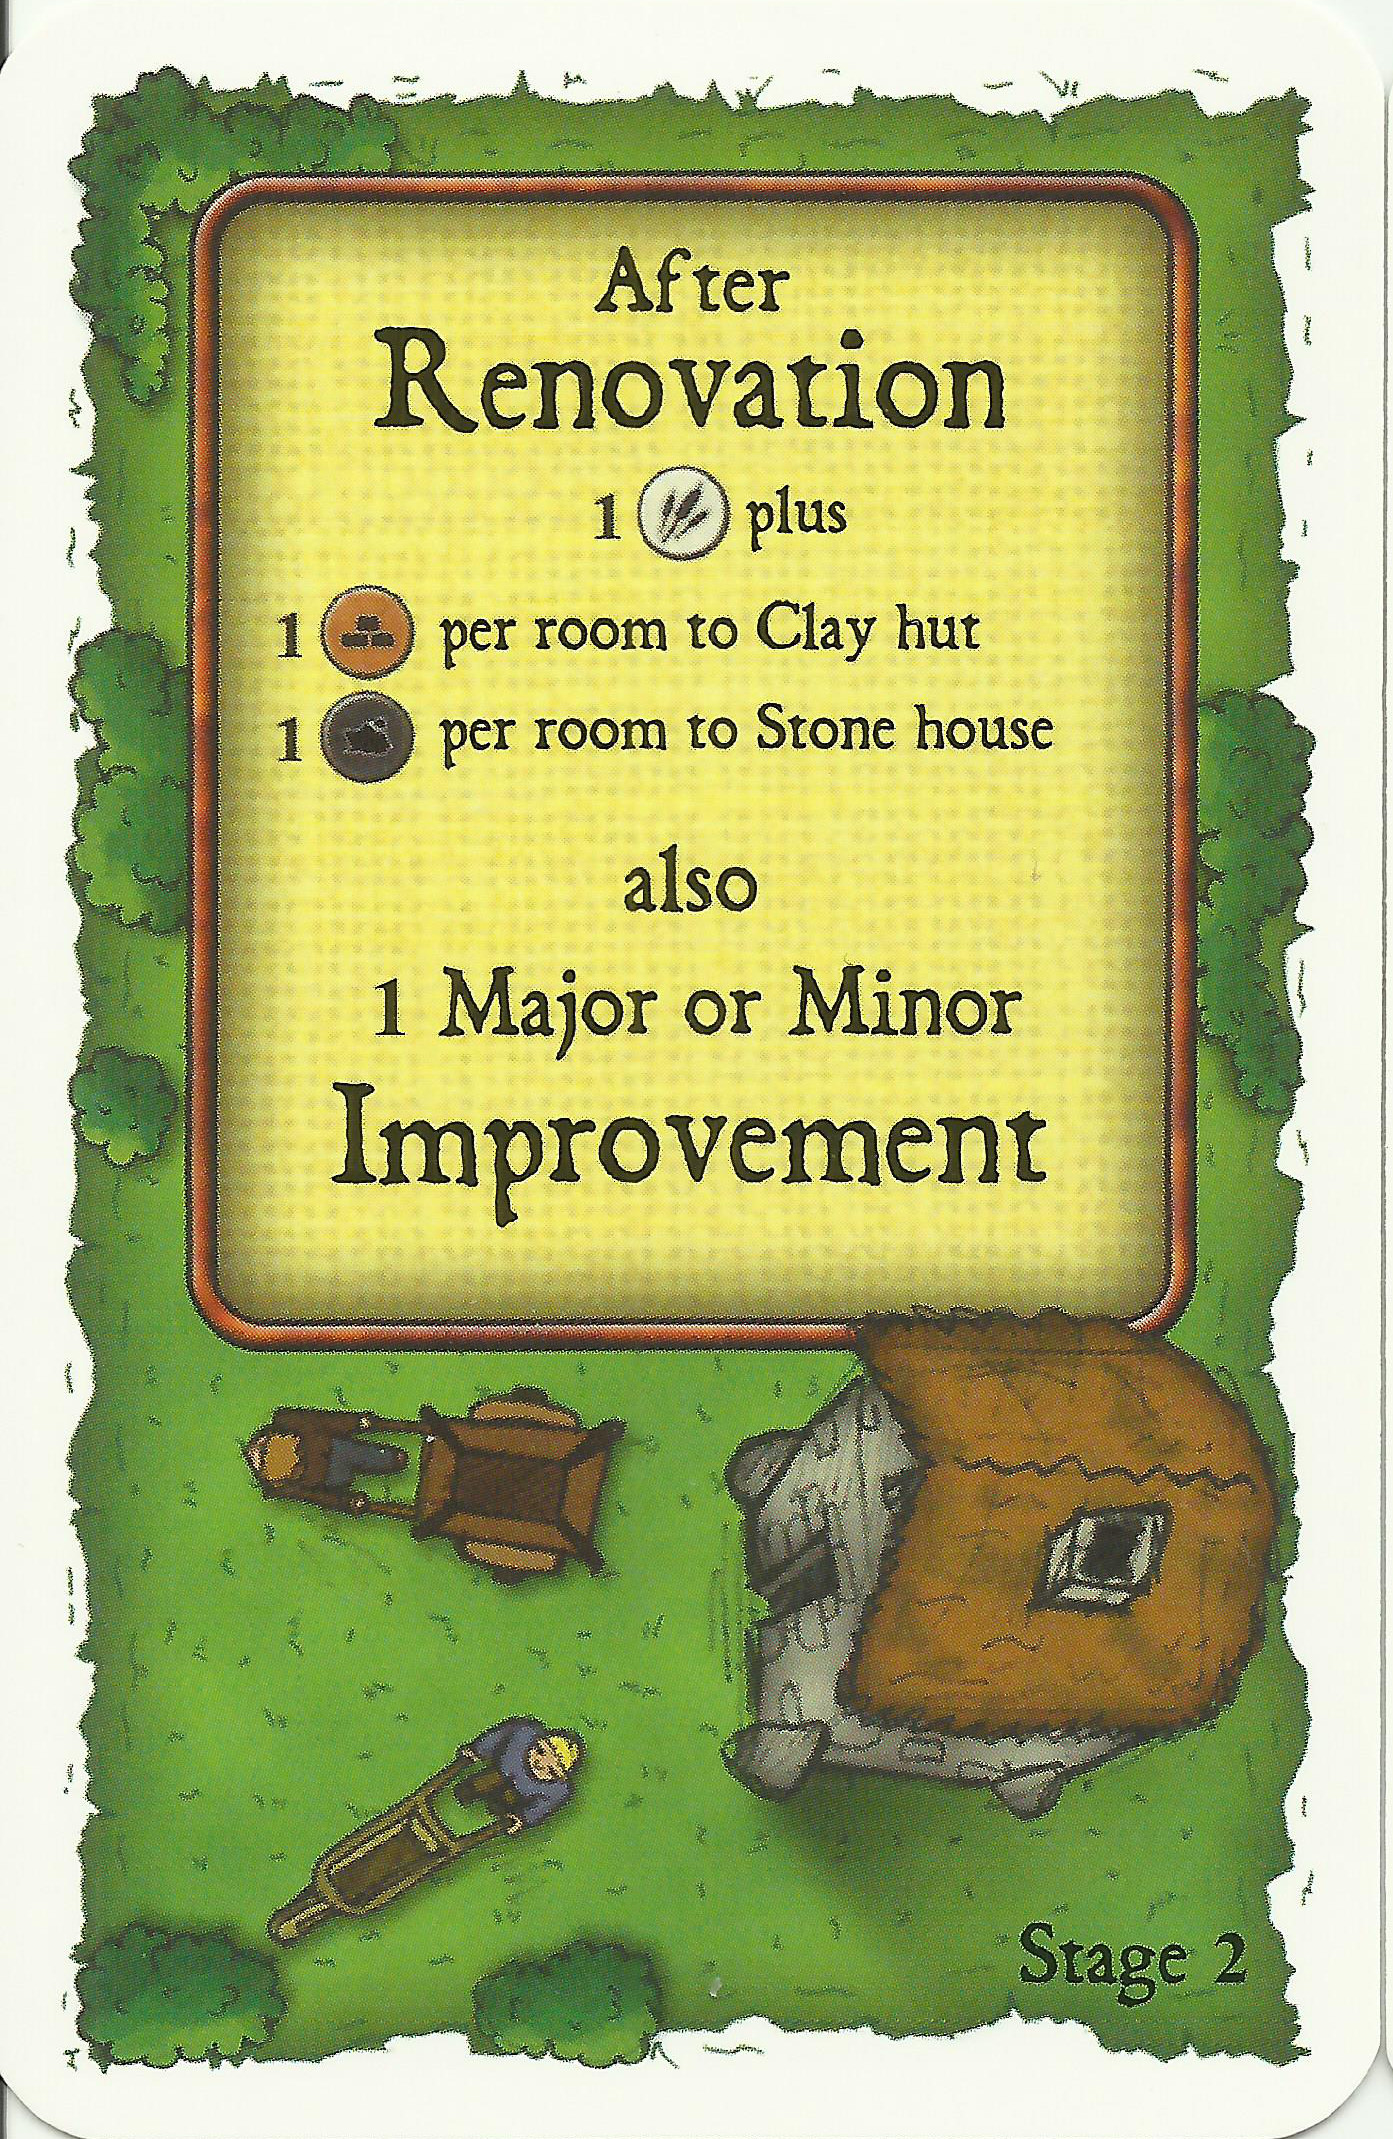 After
Renovation
1 plus
1 per room to Clay hut
1 per room to Stone house
also
1 Major or Minor
Improvement
Stage 2